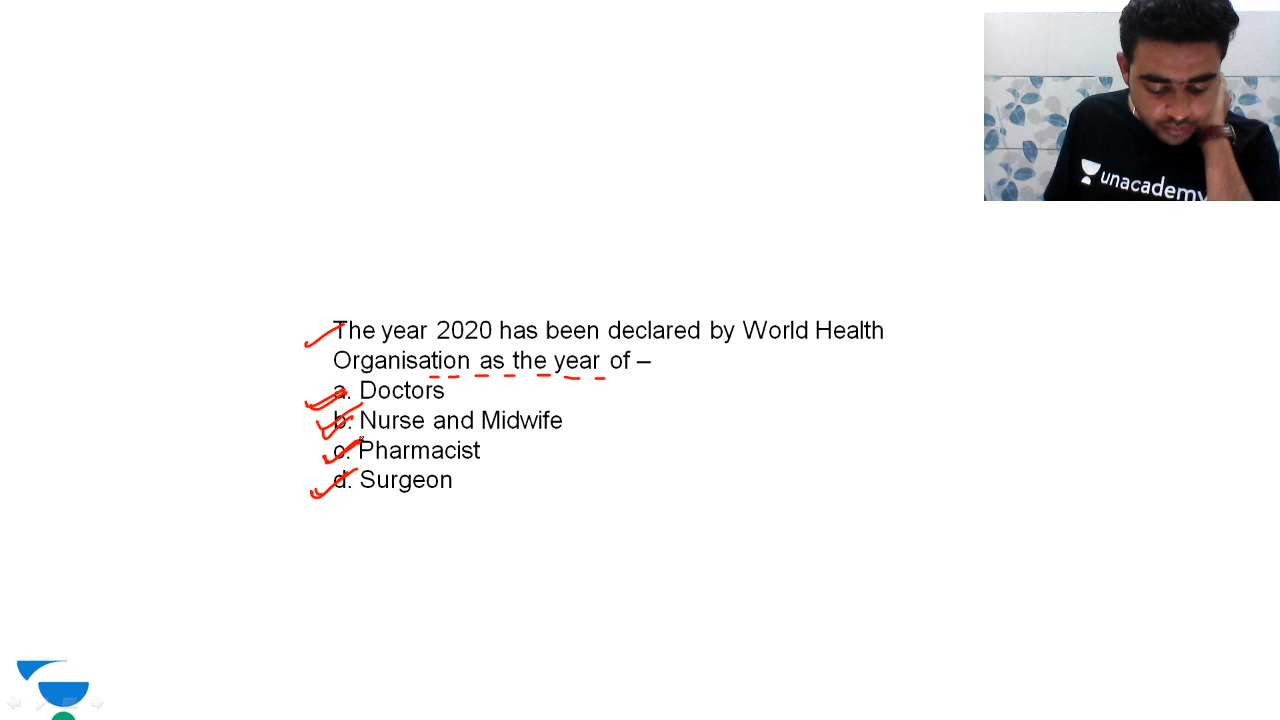 unacademy
The year 2020 has been declared by World Health
Organisation as the year of –
a. Doctors
b. Nurse and Midwife
c. Pharmacist
d. Surgeon